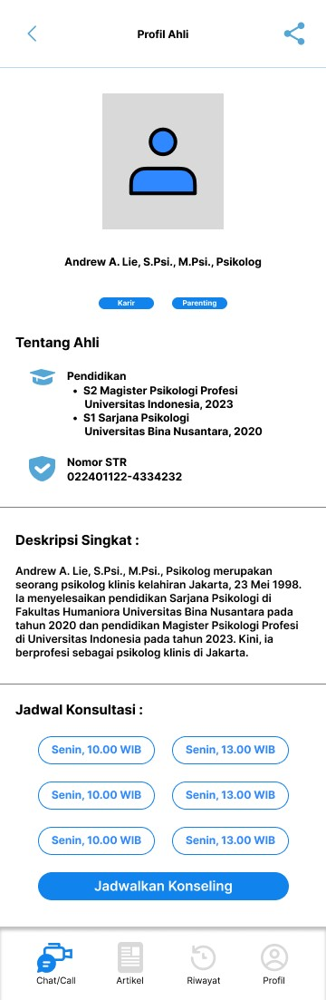 Profil Ahli
Andrew A. Lie, S.Psi., M.Psi., Psikolog
Karir
Parenting
Tentang Ahli
Pendidikan
• S2 Magister Psikologi Profesi
Universitas Indonesia, 2023
• S1 Sarjana Psikologi
Universitas Bina Nusantara, 2020
Nomor STR
022401122-4334232
Deskripsi Singkat :
Andrew A. Lie, S.Psi., M.Psi., Psikolog merupakan
seorang psikolog klinis kelahiran Jakarta, 23 Mei 1998.
Ia menyelesaikan pendidikan Sarjana Psikologi di
Fakultas Humaniora Universitas Bina Nusantara pada
tahun 2020 dan pendidikan Magister Psikologi Profesi
di Universitas Indonesia pada tahun 2023. Kini, ia
berprofesi sebagai psikolog klinis di Jakarta.
Jadwal Konsultasi :
Senin, 10.00 WIB
Senin, 13.00 WIB
Senin, 10.00 WIB
Senin, 13.00 WIB
Senin, 10.00 WIB
Senin, 13.00 WIB
Jadwalkan Konseling
Chat/Call
Artikel
Riwayat
Profil